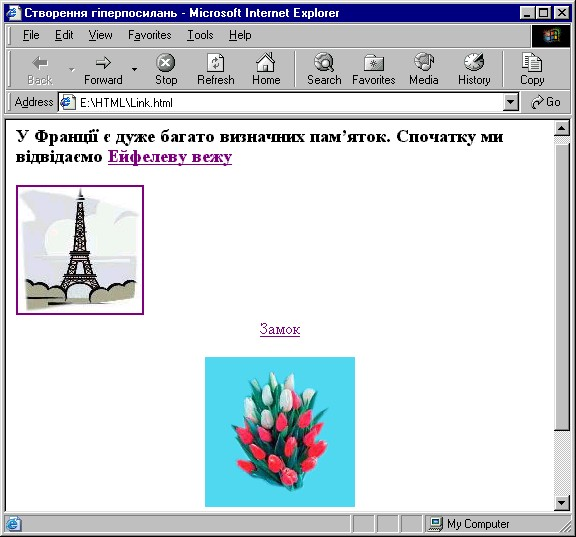 Створення гіперпосилань - Microsoft Internet Explorer
File Edit View Favorites Tools Help
Back Forward Stop Refresh Home Search Favorites Media History Copy
Address E:\HTML\Link.html Go
У Франції є дуже багато визначних пам’яток. Спочатку ми
відвідаємо Ейфелеву вежу
Замок
My Computer